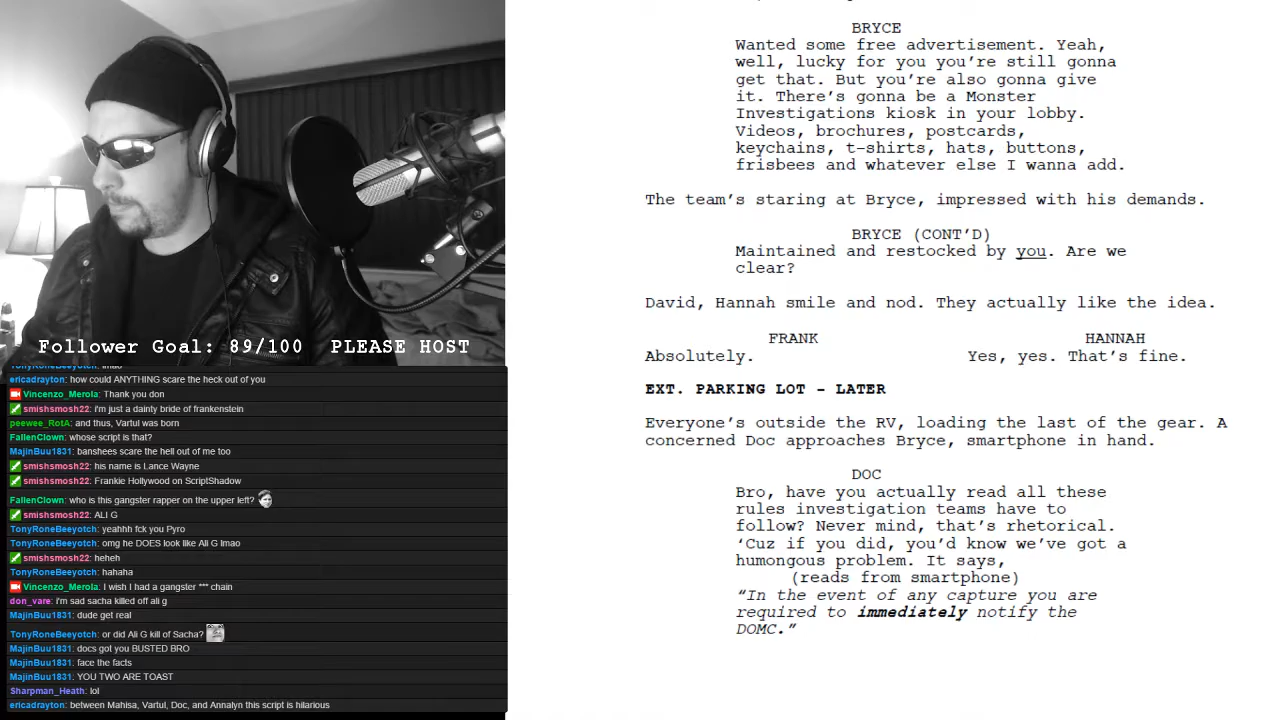 Follower Goal: 89/100 PLEASE HOST
ericadrayton: how could ANYTHING scare the heck out of you
Vincenzo_Merola: Thank you don
smishsmosh22: i'm just a dainty bride of frankenstein
peewee_RotA: and thus, Vartul was born
FallenClown: whose script is that?
MajinBuu1831: banshees scare the hell out of me too
smishsmosh22: his name is Lance Wayne
smishsmosh22: Frankie Hollywood on ScriptShadow
FallenClown: who is this gangster rapper on the upper left?
smishsmosh22: ALI G
TonyRoneBeeyotch: yeahhh fck you Pyro
TonyRoneBeeyotch: omg he DOES look like Ali G lmao
smishsmosh22: heheh
TonyRoneBeeyotch: hahaha
Vincenzo_Merola: I wish I had a gangster *** chain
don_vare: i'm sad sacha killed off ali g
MajinBuu1831: dude get real
TonyRoneBeeyotch: or did Ali G kill of Sacha?
MajinBuu1831: docs got you BUSTED BRO
MajinBuu1831: face the facts
MajinBuu1831: YOU TWO ARE TOAST
Sharpman_Heath: lol
ericadrayton: between Mahisa, Vartul, Doc, and Annalyn this script is hilarious
BRYCE
Wanted some free advertisement. Yeah,
well, lucky for you you're still gonna
get that. But you're also gonna give
it. There's gonna be a Monster
Investigations kiosk in your lobby.
Videos, brochures, postcards,
keychains, t-shirts, hats, buttons,
frisbees and whatever else I wanna add.
The team's staring at Bryce, impressed with his demands.
BRYCE (CONT'D)
Maintained and restocked by you. Are we
clear?
David, Hannah smile and nod. They actually like the idea.
FRANK HANNAH
Absolutely. Yes, yes. That's fine.
EXT. PARKING LOT - LATER
Everyone's outside the RV, loading the last of the gear. A
concerned Doc approaches Bryce, smartphone in hand.
DOC
Bro, have you actually read all these
rules investigation teams have to
follow? Never mind, that's rhetorical.
'Cuz if you did, you'd know we've got a
humongous problem. It says,
(reads from smartphone)
"In the event of any capture you are
required to immediately notify the
DOMC."